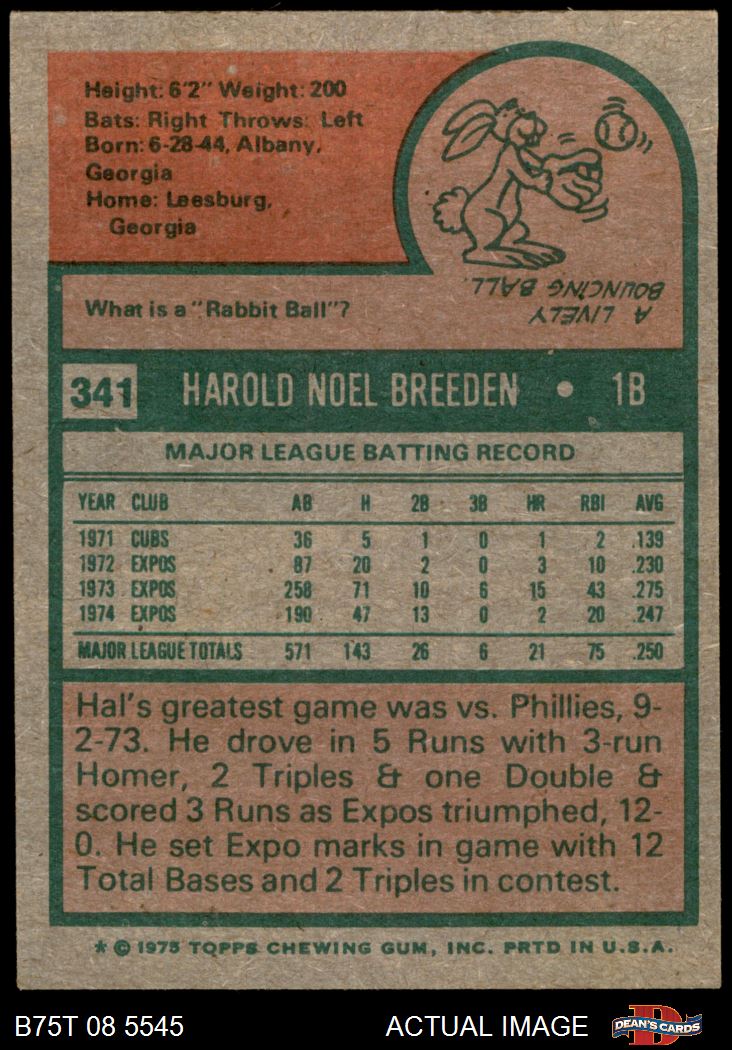 Height: 6'2" Weight: 200
Bats: Right Throws: Left
Born: 6-28-44, Albany,
Georgia
Home: Leesburg,
Georgia
What is a "Rabbit Ball"?
A LIVELY
BOUNCING BALL.
341 HAROLD NOEL BREEDEN • 1B
MAJOR LEAGUE BATTING RECORD
YEAR CLUB AB H 2B 3B HR RBI AVG
1971 CUBS 36 5 1 0 1 2 .139
1972 EXPOS 87 20 2 0 3 10 .230
1973 EXPOS 258 71 10 6 15 43 .275
1974 EXPOS 190 47 13 0 2 20 .247
MAJOR LEAGUE TOTALS 571 143 26 6 21 75 .250
Hal's greatest game was vs. Phillies, 9-
2-73. He drove in 5 Runs with 3-run
Homer, 2 Triples & one Double &
scored 3 Runs as Expos triumphed, 12-
0. He set Expo marks in game with 12
Total Bases and 2 Triples in contest.
* © 1975 TOPPS CHEWING GUM, INC. PRTD IN U.S.A.
B75T 08 5545 ACTUAL IMAGE D DEAN'S CARDS